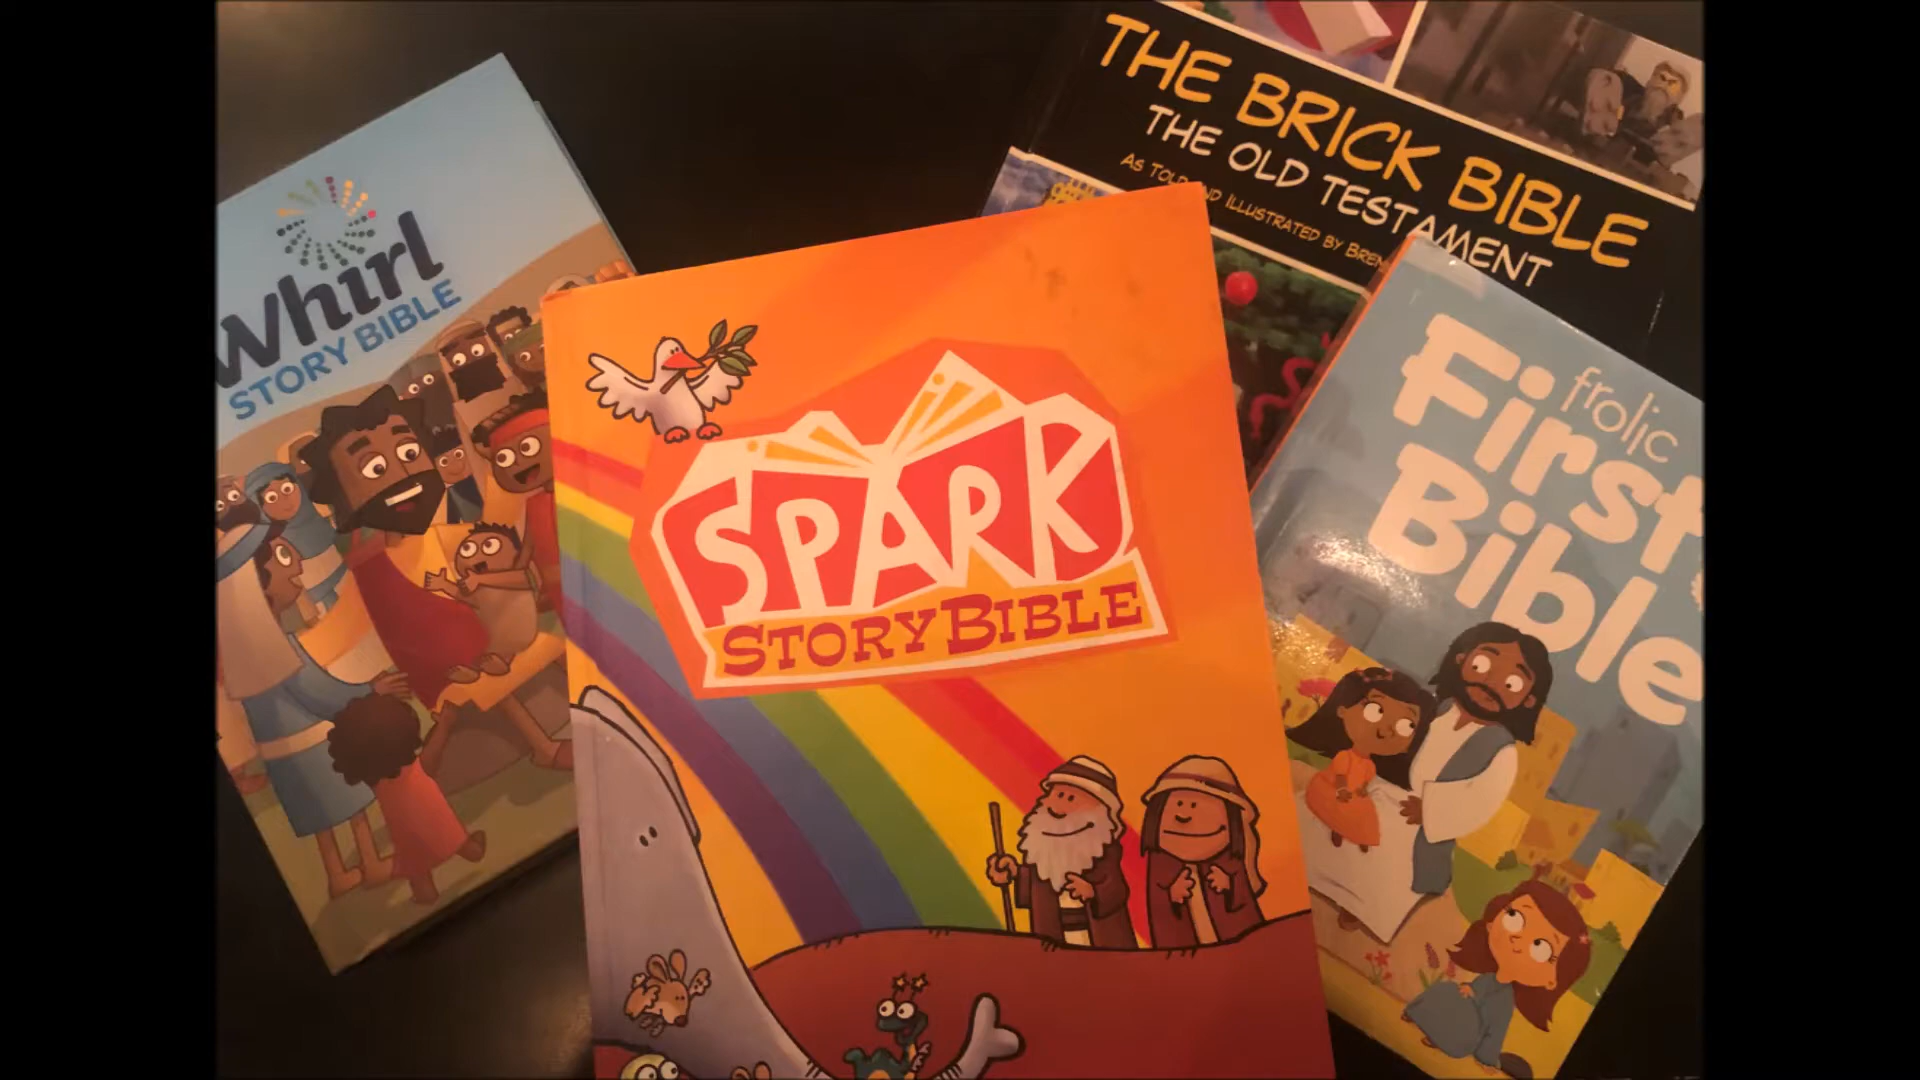 Whirl
STORY BIBLE
THE BRICK BIBLE
THE OLD TESTAMENT
AS TOLD AND ILLUSTRATED BY
SPARK
STORY BIBLE
frolic
First
Bible